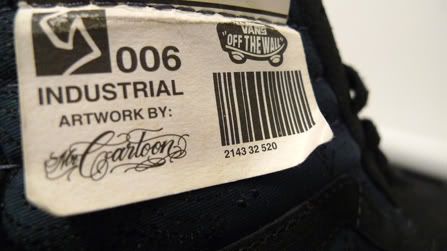 006
INDUSTRIAL
ARTWORK BY:
Mr Cartoon
VANS
"OFF THE WALL"
2143 32 520